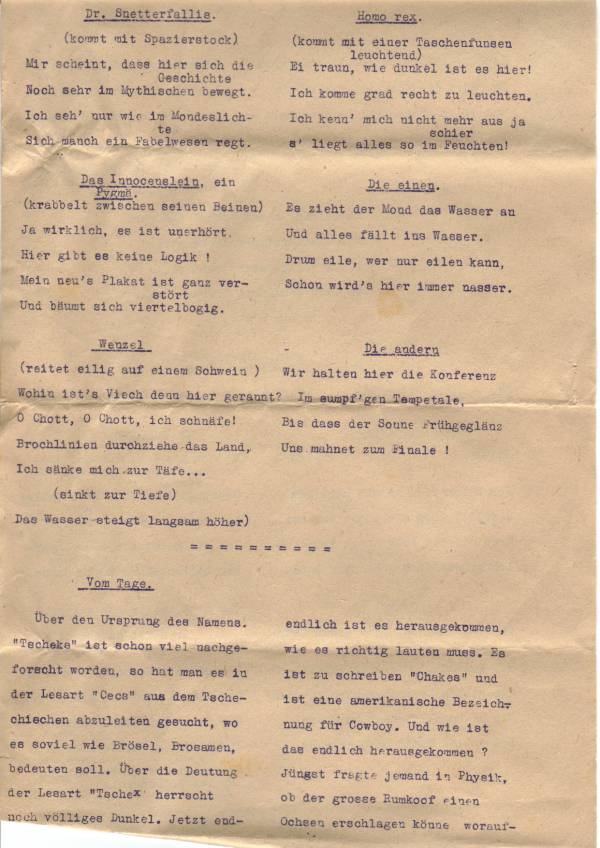 Dr. Snetterfallis.
(kommt mit Spazierstock)
Mir scheint, dass hier sich die
Geschichte
Noch sehr im Mythischen bewegt.
Ich seh' nur wie im Mondeslich-
te
Sich manch ein Fabelwesen regt.
Homo rex.
(kommt mit einer Taschenfunsen
leuchtend)
Ei traun, wie dunkel ist es hier!
Ich komme grad recht zu leuchten.
Ich kenn' mich nicht mehr aus ja
schier
s' liegt alles so im Feuchten!
Das Innocenslein, ein
Pygmä.
(krabbelt zwischen seinen Beinen)
Ja wirklich, es ist unerhört.
Hier gibt es keine Logik !
Mein neu's Plakat ist ganz ver-
stört
Und bäumt sich viertelbogig.
Die einen.
Es zieht der Mond das Wasser an
Und alles fällt ins Wasser.
Drum eile, wer nur eilen kann,
Schon wird's hier immer nasser.
Wenzel
(reitet eilig auf einem Schwein )
Wohin ist's Viech denn hier gerannt?
O Chott, O Chott, ich schnäfe!
Brochlinien durchziehe das Land,
Ich sänke mich zur Täfe...
(sinkt zur Tiefe)
Das Wasser steigt langsam höher)
- Die andern
Wir halten hier die Konferenz
Im sumpf'gen Tempetale,
Bis dass der Sonne Frühgeglänz
Uns mahnet zum Finale !
= = = = = = = = = =
Vom Tage.
Über den Ursprung des Namens.
"Tscheks" ist schon viel nachge-
forscht worden, so hat man es in
der Lesart "Cecs" aus dem Tsche-
chischen abzuleiten gesucht, wo
es soviel wie Brösel, Brosamen,
bedeuten soll. Über die Deutung
der Lesart "Tschex" herrscht
noch völliges Dunkel. Jetzt end-
endlich ist es herausgekommen,
wie es richtig lauten muss. Es
ist zu schreiben "Chakes" und
ist eine amerikanische Bezeich-
nung für Cowboy. Und wie ist
das endlich herausgekommen ?
Jüngst fragte jemand in Physik,
ob der grosse Rumkoof einen
Ochsen erschlagen könne worauf-